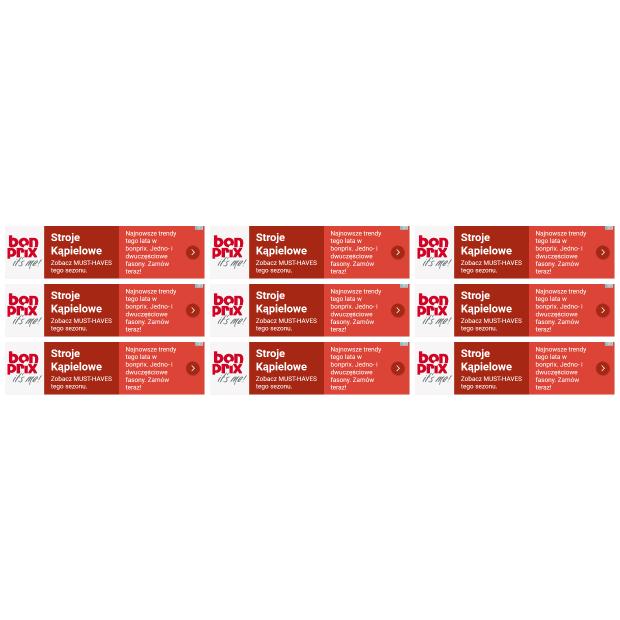 bon
prix
it's me!
Stroje
Kąpielowe
Zobacz MUST-HAVES
tego sezonu.
Najnowsze trendy
tego lata w
bonprix. Jedno- i
dwuczęściowe
fasony. Zamów
teraz!
bon
prix
it's me!
Stroje
Kąpielowe
Zobacz MUST-HAVES
tego sezonu.
Najnowsze trendy
tego lata w
bonprix. Jedno- i
dwuczęściowe
fasony. Zamów
teraz!
bon
prix
it's me!
Stroje
Kąpielowe
Zobacz MUST-HAVES
tego sezonu.
Najnowsze trendy
tego lata w
bonprix. Jedno- i
dwuczęściowe
fasony. Zamów
teraz!
bon
prix
it's me!
Stroje
Kąpielowe
Zobacz MUST-HAVES
tego sezonu.
Najnowsze trendy
tego lata w
bonprix. Jedno- i
dwuczęściowe
fasony. Zamów
teraz!
bon
prix
it's me!
Stroje
Kąpielowe
Zobacz MUST-HAVES
tego sezonu.
Najnowsze trendy
tego lata w
bonprix. Jedno- i
dwuczęściowe
fasony. Zamów
teraz!
bon
prix
it's me!
Stroje
Kąpielowe
Zobacz MUST-HAVES
tego sezonu.
Najnowsze trendy
tego lata w
bonprix. Jedno- i
dwuczęściowe
fasony. Zamów
teraz!
bon
prix
it's me!
Stroje
Kąpielowe
Zobacz MUST-HAVES
tego sezonu.
Najnowsze trendy
tego lata w
bonprix. Jedno- i
dwuczęściowe
fasony. Zamów
teraz!
bon
prix
it's me!
Stroje
Kąpielowe
Zobacz MUST-HAVES
tego sezonu.
Najnowsze trendy
tego lata w
bonprix. Jedno- i
dwuczęściowe
fasony. Zamów
teraz!
bon
prix
it's me!
Stroje
Kąpielowe
Zobacz MUST-HAVES
tego sezonu.
Najnowsze trendy
tego lata w
bonprix. Jedno- i
dwuczęściowe
fasony. Zamów
teraz!